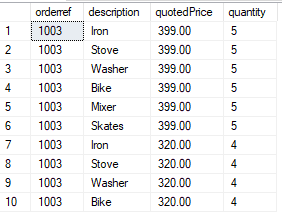 orderref description quotedPrice quantity
1 1003 Iron 399.00 5
2 1003 Stove 399.00 5
3 1003 Washer 399.00 5
4 1003 Bike 399.00 5
5 1003 Mixer 399.00 5
6 1003 Skates 399.00 5
7 1003 Iron 320.00 4
8 1003 Stove 320.00 4
9 1003 Washer 320.00 4
10 1003 Bike 320.00 4